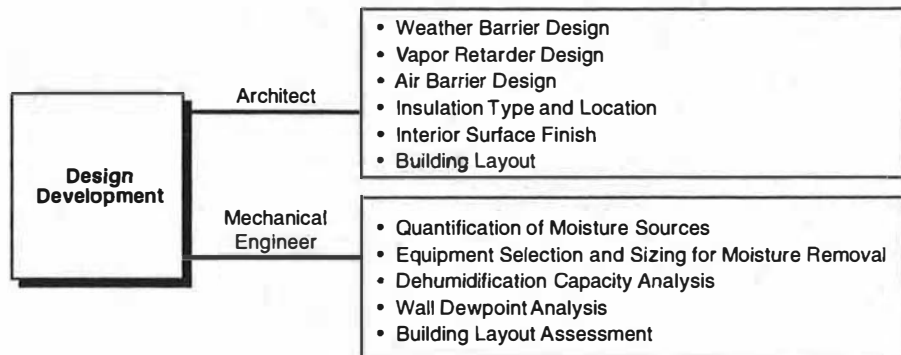 Design
Development
Architect
• Weather Barrier Design
• Vapor Retarder Design
• Air Barrier Design
• Insulation Type and Location
• Interior Surface Finish
• Building Layout
Mechanical
Engineer
• Quantification of Moisture Sources
• Equipment Selection and Sizing for Moisture Removal
• Dehumidification Capacity Analysis
• Wall Dewpoint Analysis
• Building Layout Assessment